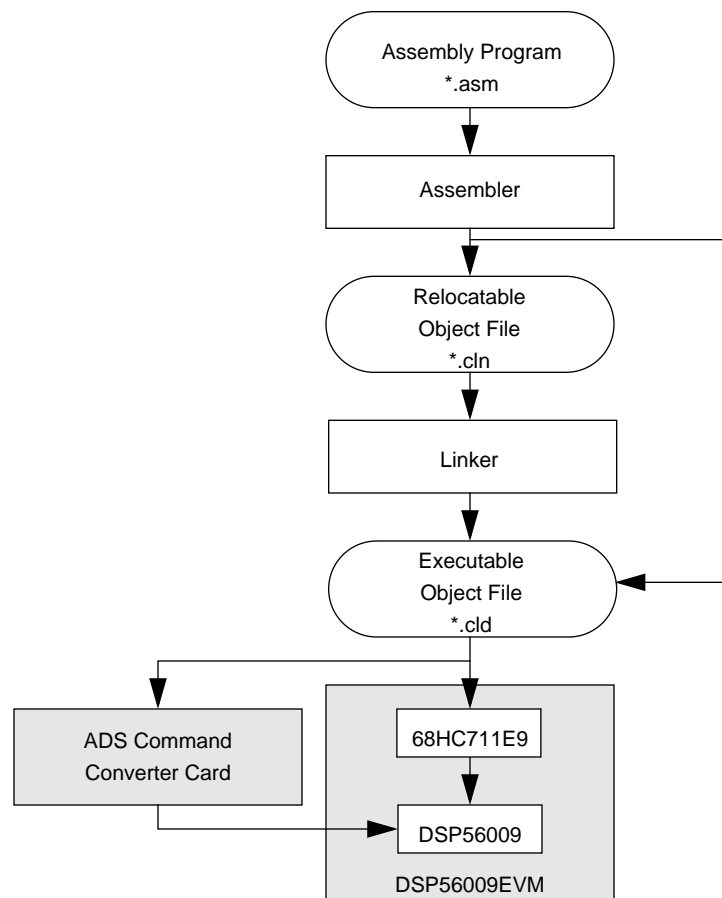 Assembly Program
*.asm
Assembler
Relocatable
Object File
*.cln
Linker
Executable
Object File
*.cld
ADS Command
Converter Card
68HC711E9
DSP56009
DSP56009EVM